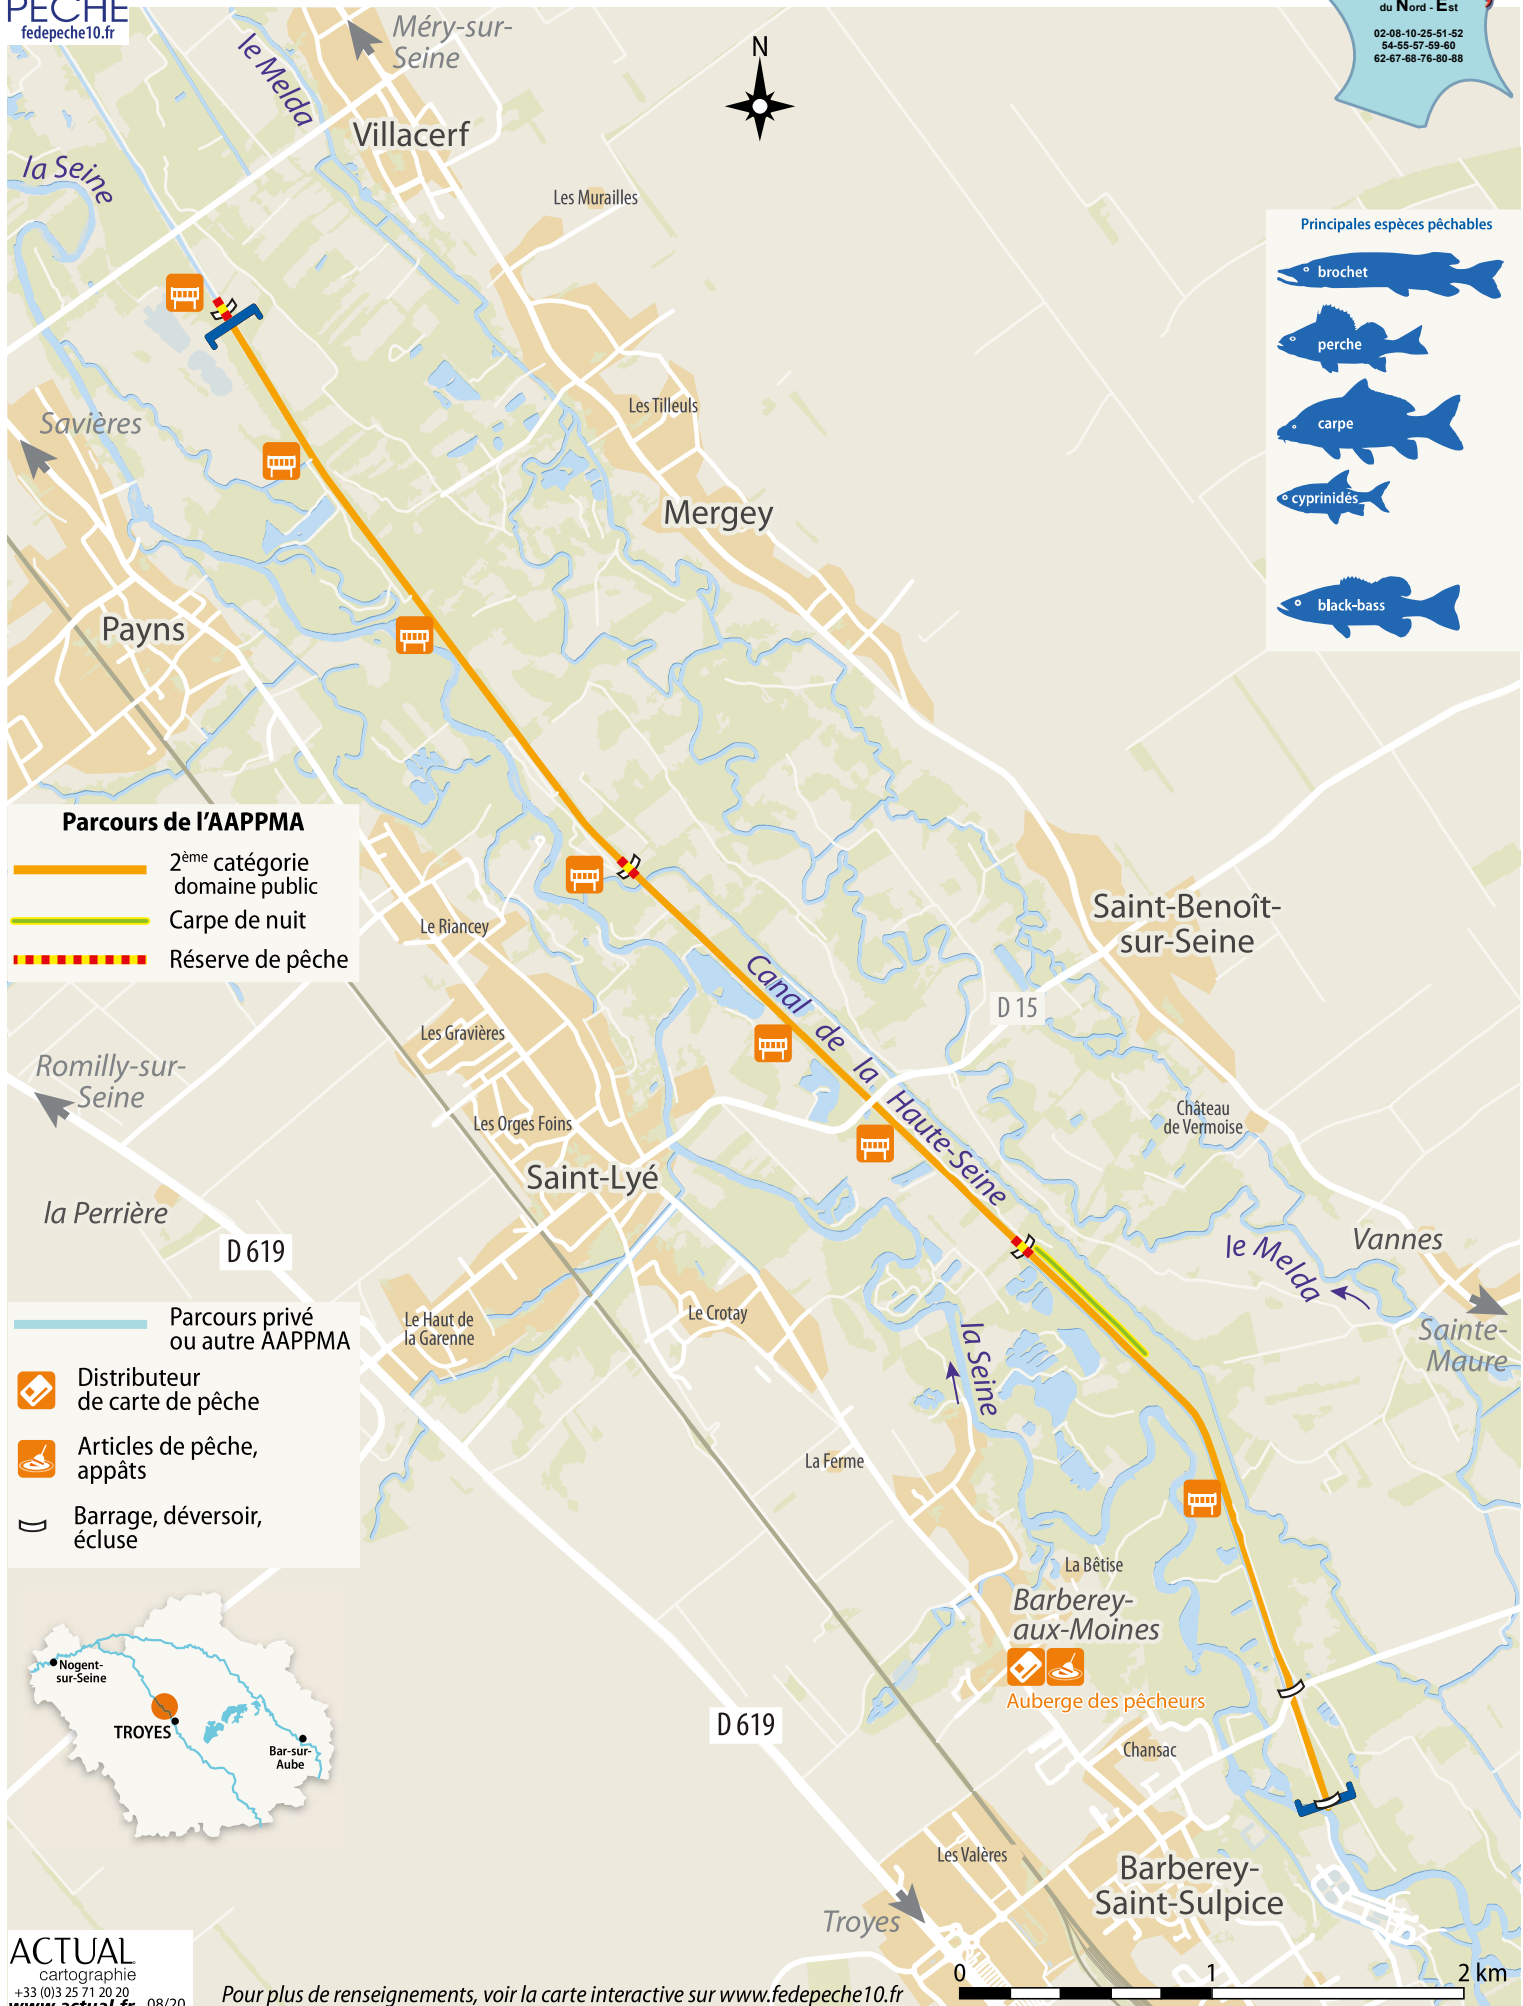 PÊCHE
fedepeche10.fr
du Nord - Est
02-08-10-25-51-52
54-55-57-59-60
62-67-68-76-80-88
Méry-sur-
Seine
le Melda
N
Villacerf
la Seine
Les Murailles
Principales espèces pêchables
brochet
perche
carpe
cyprinidés
black-bass
Savières
Les Tilleuls
Mergey
Payns
Parcours de l'AAPPMA
2ème catégorie
domaine public
Carpe de nuit
Réserve de pêche
Le Riancey
Saint-Benoît-
sur-Seine
Canal de la Haute-Seine
D 15
Les Gravières
Romilly-sur-
Seine
Les Orges Foins
Château
de Vermoise
Saint-Lyé
la Perrière
D 619
le Melda
Vannes
Sainte-
Maure
Parcours privé
ou autre AAPPMA
Le Haut de
la Garenne
Le Crotay
la Seine
Distributeur
de carte de pêche
Articles de pêche,
appâts
La Ferme
Barrage, déversoir,
écluse
La Bêtise
Barberey-
aux-Moines
Auberge des pêcheurs
Nogent-
sur-Seine
TROYES
Bar-sur-
Aube
D 619
Chansac
Les Valères
Barberey-
Saint-Sulpice
Troyes
ACTUAL
cartographie
+33 (0)3 25 71 20 20
www.actual.fr 08/20
Pour plus de renseignements, voir la carte interactive sur www.fedepeche10.fr
0 1 2 km